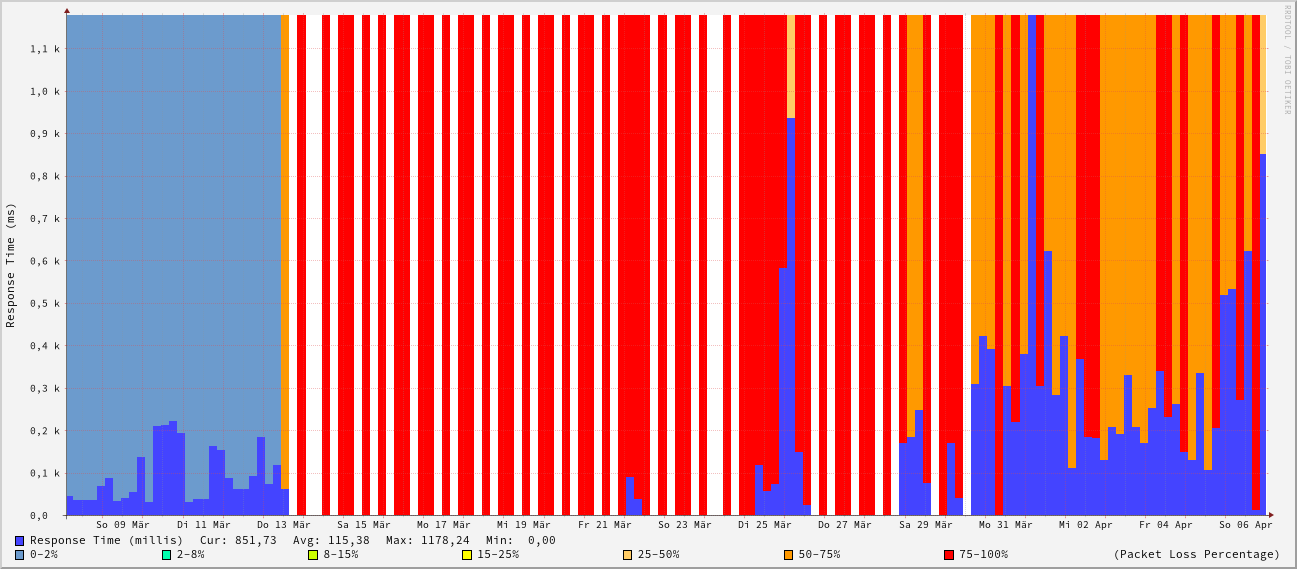 RRDTOOL / TOBI OETIKER
Response Time (ms)
1,1 k
1,0 k
0,9 k
0,8 k
0,7 k
0,6 k
0,5 k
0,4 k
0,3 k
0,2 k
0,1 k
0,0
So 09 Mär Di 11 Mär Do 13 Mär Sa 15 Mär Mo 17 Mär Mi 19 Mär Fr 21 Mär So 23 Mär Di 25 Mär Do 27 Mär Sa 29 Mär Mo 31 Mär Mi 02 Apr Fr 04 Apr So 06 Apr
Response Time (millis) Cur: 851,73 Avg: 115,38 Max: 1178,24 Min: 0,00
0-2% 2-8% 8-15% 15-25% 25-50% 50-75% 75-100% (Packet Loss Percentage)